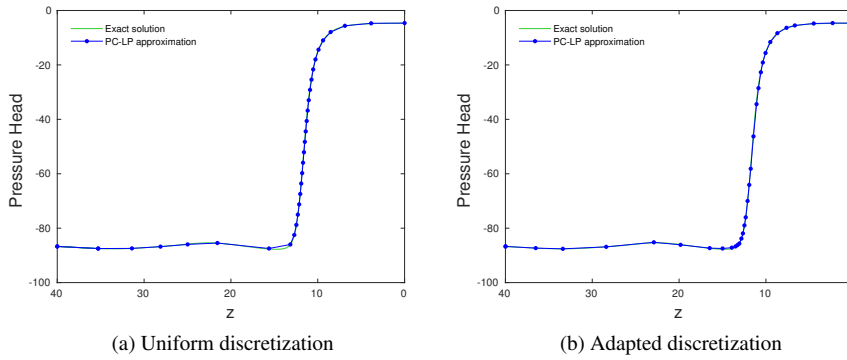 Exact solution
PC-LP approximation
Pressure Head
0
-20
-40
-60
-80
-100
40
30
20
10
0
z
(a) Uniform discretization
Exact solution
PC-LP approximation
Pressure Head
0
-20
-40
-60
-80
-100
40
30
20
10
z
(b) Adapted discretization